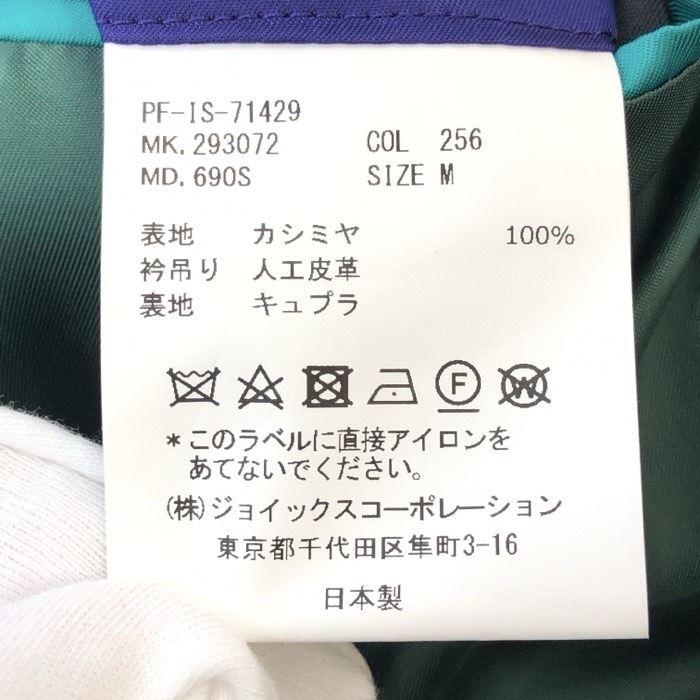 PF-IS-71429
MK.293072 COL 256
MD.690S SIZE M
表地 カシミヤ 100%
衿吊り 人工皮革
裏地 キュプラ
F W
*このラベルに直接アイロンを
あてないでください。
(株)ジョイックスコーポレーション
東京都千代田区隼町3-16
日本製